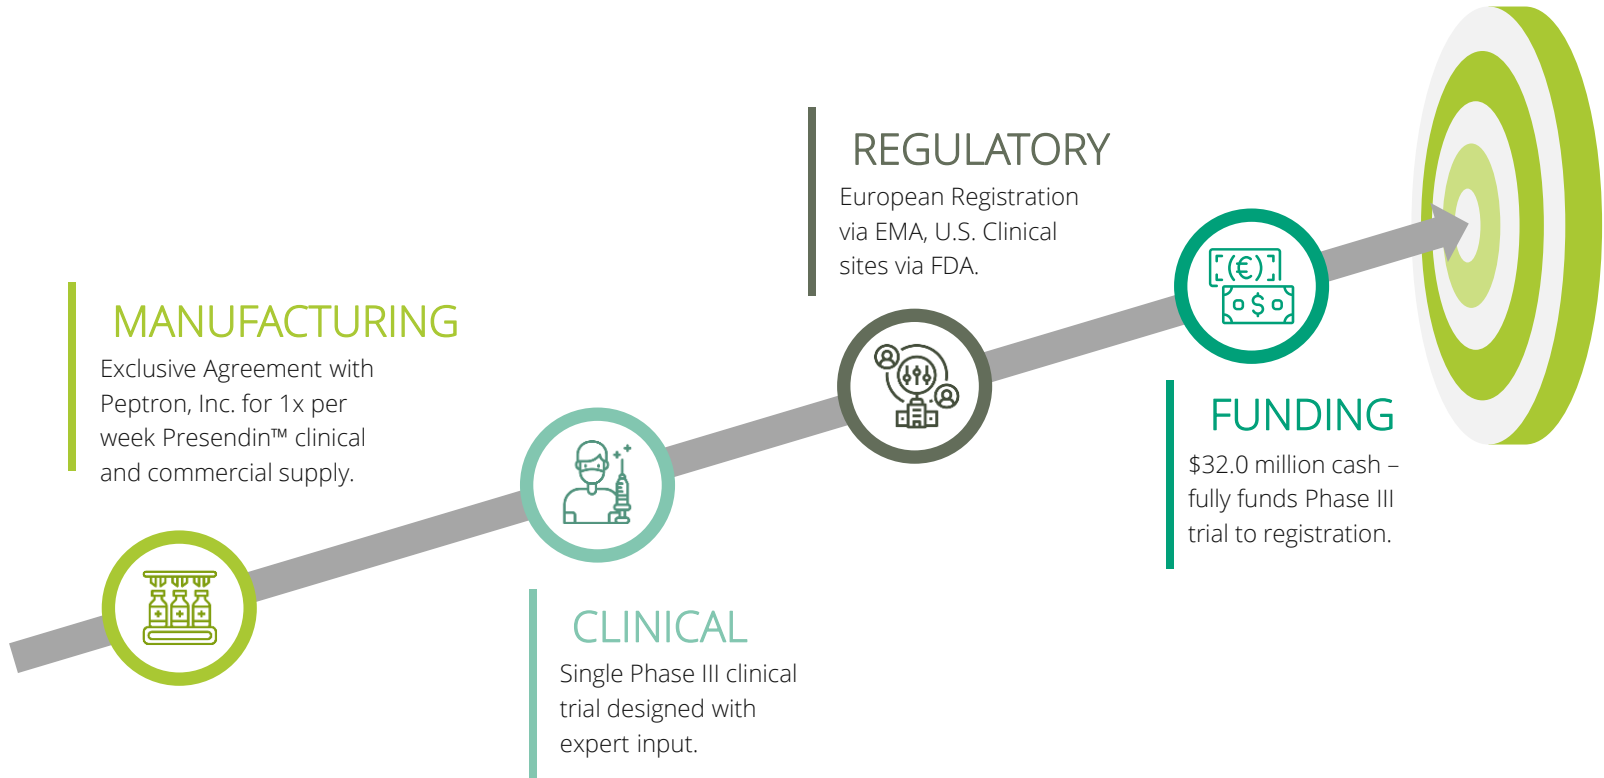 MANUFACTURING
Exclusive Agreement with
Peptron, Inc. for 1x per
week Presendin™ clinical
and commercial supply.
CLINICAL
Single Phase III clinical
trial designed with
expert input.
REGULATORY
European Registration
via EMA, U.S. Clinical
sites via FDA.
(€)
$
FUNDING
$32.0 million cash –
fully funds Phase III
trial to registration.